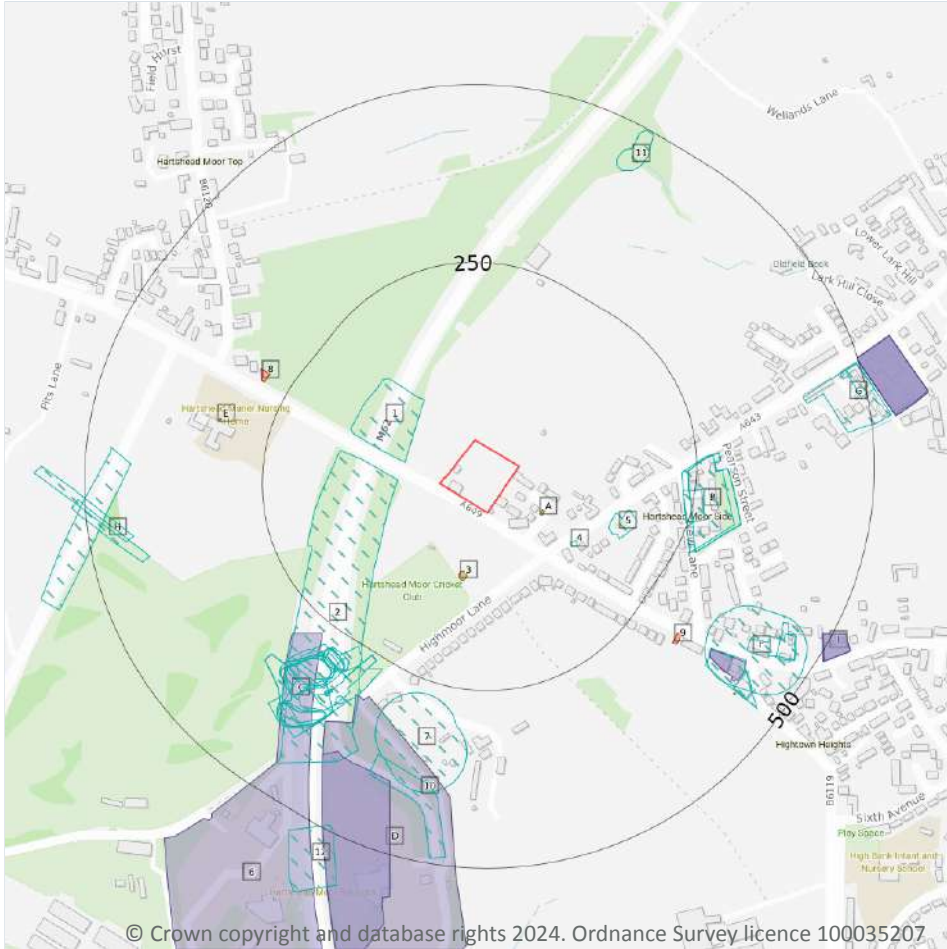 Field Hurst
Wellands Lane
11
Hartshead Moor Top
B6120
Lower Lark Hill
250
Oldfield Beck
Lark Hill Close
8
Pits Lane
Hartshead Manor Nursing
Home
E
1
M62
G
A643
Pearson Street
A649
A
B
Hartshead Moor Side
5
H
4
3
Hartshead Moor Cricket
Club
Highmoor Lane
2
9
7
500
Hightown Heights
10
B6119
Sixth Avenue
Play Space
D
12
6
High Bank Infant and
Nursery School
© Crown copyright and database rights 2024. Ordnance Survey licence 100035207.